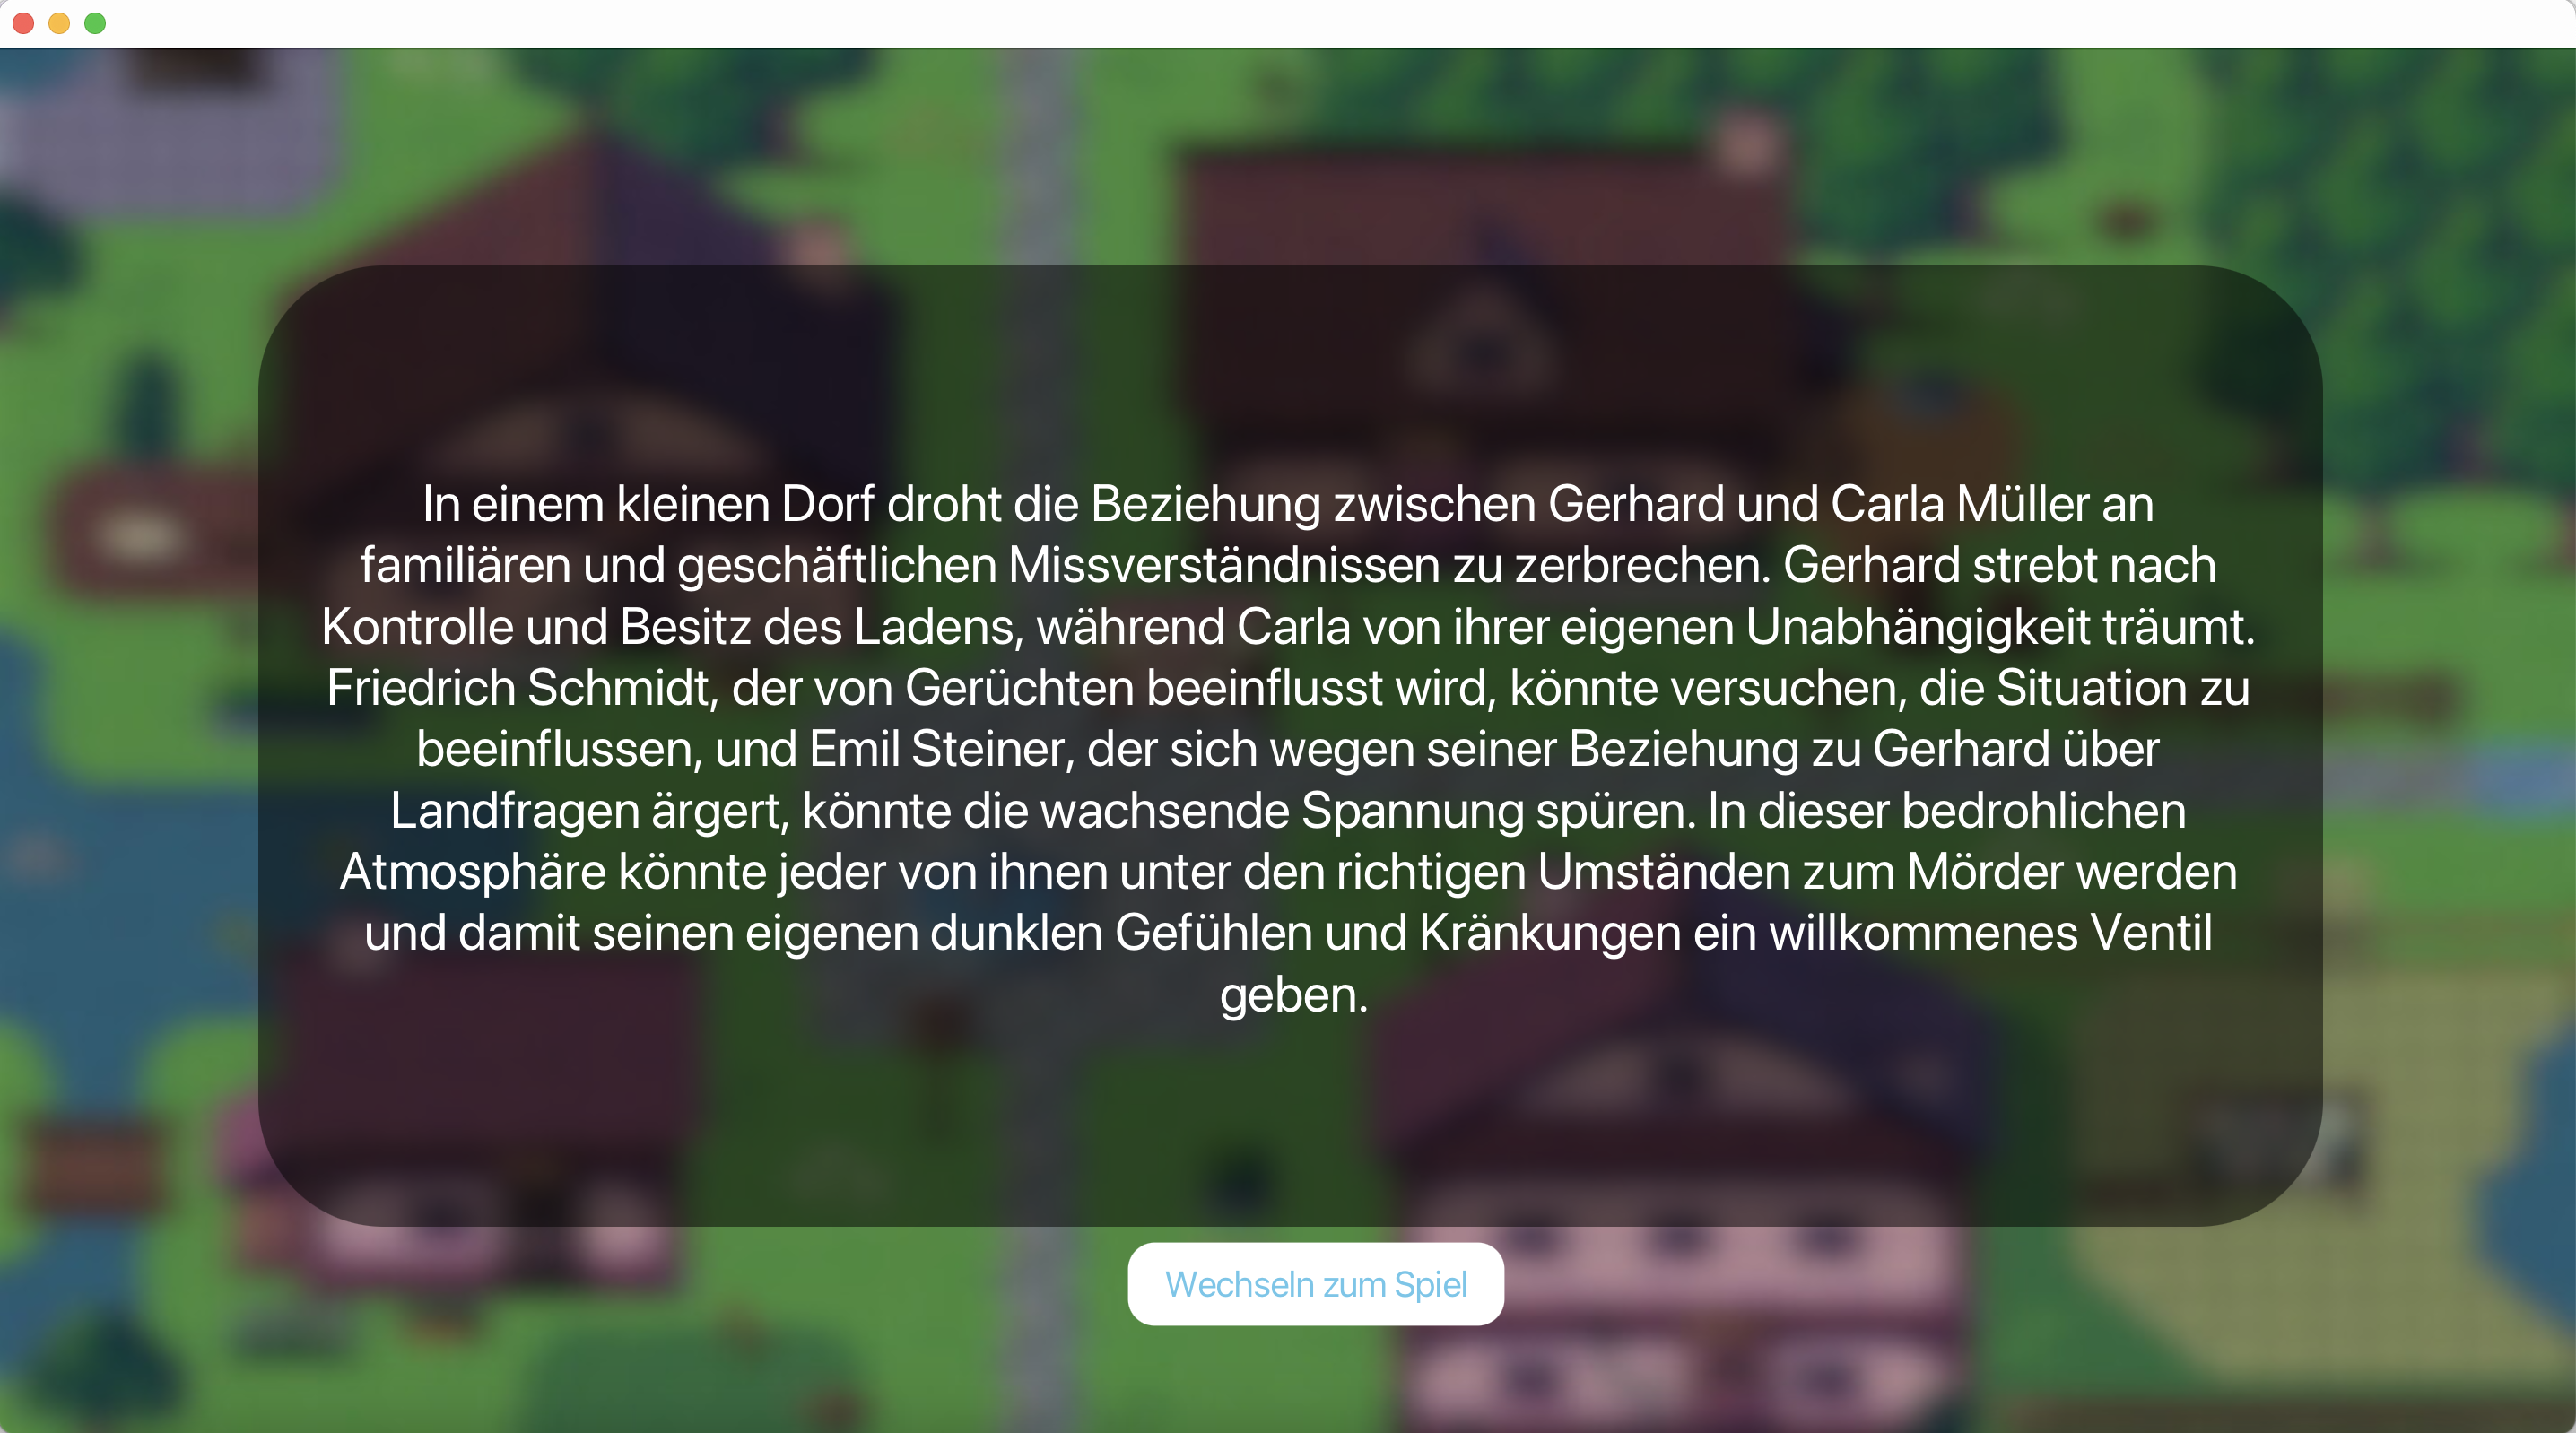 In einem kleinen Dorf droht die Beziehung zwischen Gerhard und Carla Müller an
familiären und geschäftlichen Missverständnissen zu zerbrechen. Gerhard strebt nach
Kontrolle und Besitz des Ladens, während Carla von ihrer eigenen Unabhängigkeit träumt.
Friedrich Schmidt, der von Gerüchten beeinflusst wird, könnte versuchen, die Situation zu
beeinflussen, und Emil Steiner, der sich wegen seiner Beziehung zu Gerhard über
Landfragen ärgert, könnte die wachsende Spannung spüren. In dieser bedrohlichen
Atmosphäre könnte jeder von ihnen unter den richtigen Umständen zum Mörder werden
und damit seinen eigenen dunklen Gefühlen und Kränkungen ein willkommenes Ventil
geben.
Wechseln zum Spiel